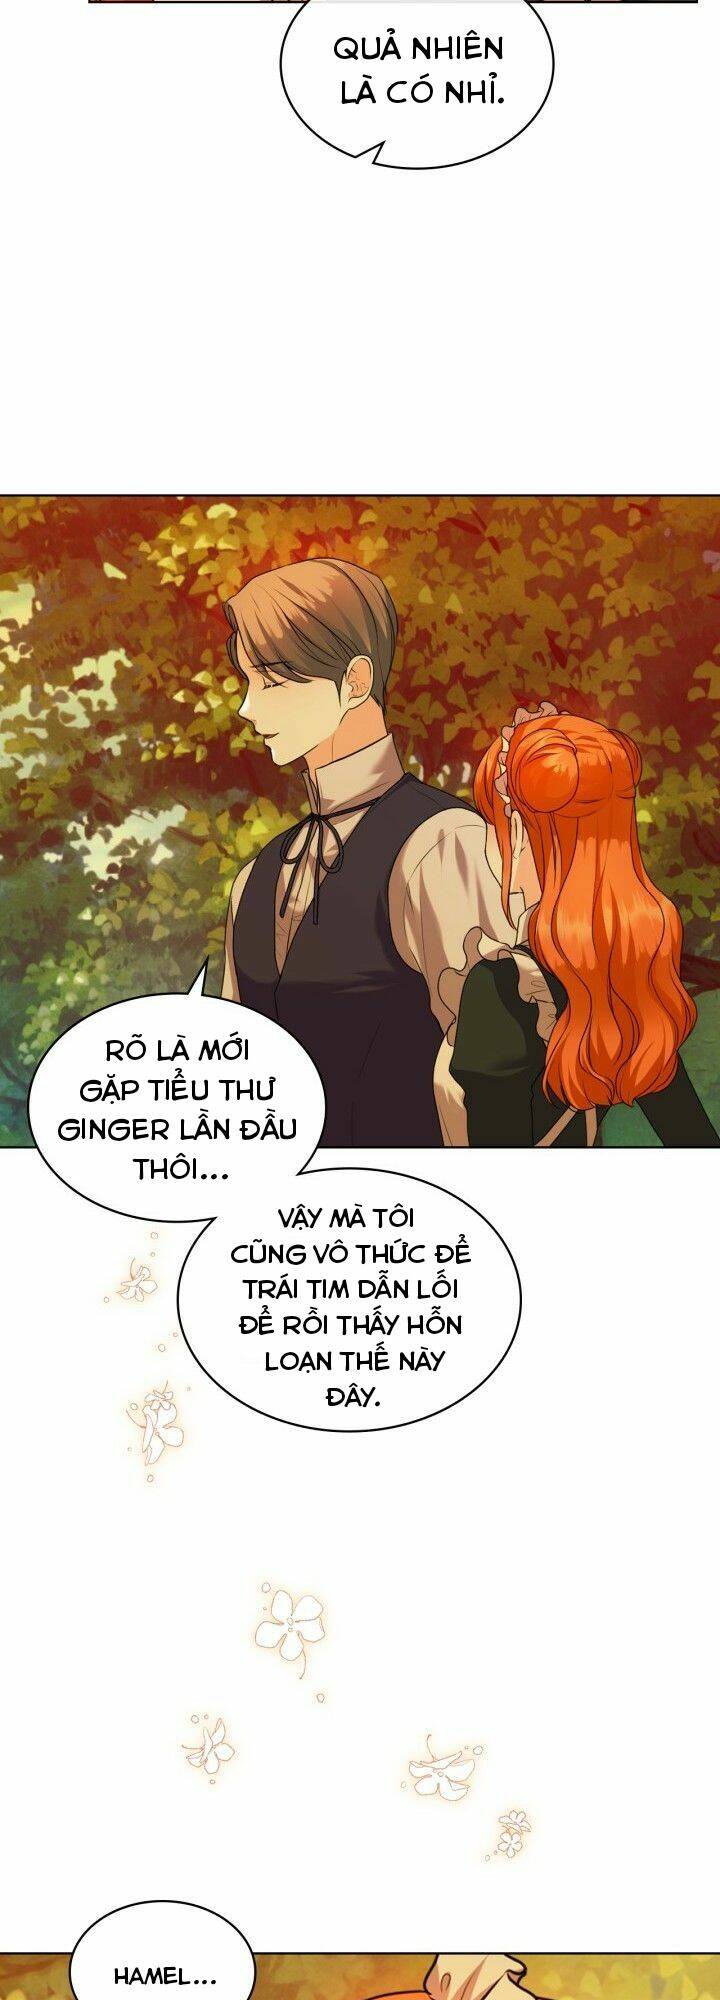 QUẢ NHIÊN
LÀ CÓ NHỈ.
RÕ LÀ MỚI
GẶP TIỂU THƯ
GINGER LẦN ĐẦU
THÔI...
VẬY MÀ TÔI
CŨNG VÔ THỨC ĐỂ
TRÁI TIM DẪN LỐI
ĐỂ RỒI THẤY HỖN
LOẠN THẾ NÀY
ĐÂY.
HAMEL...